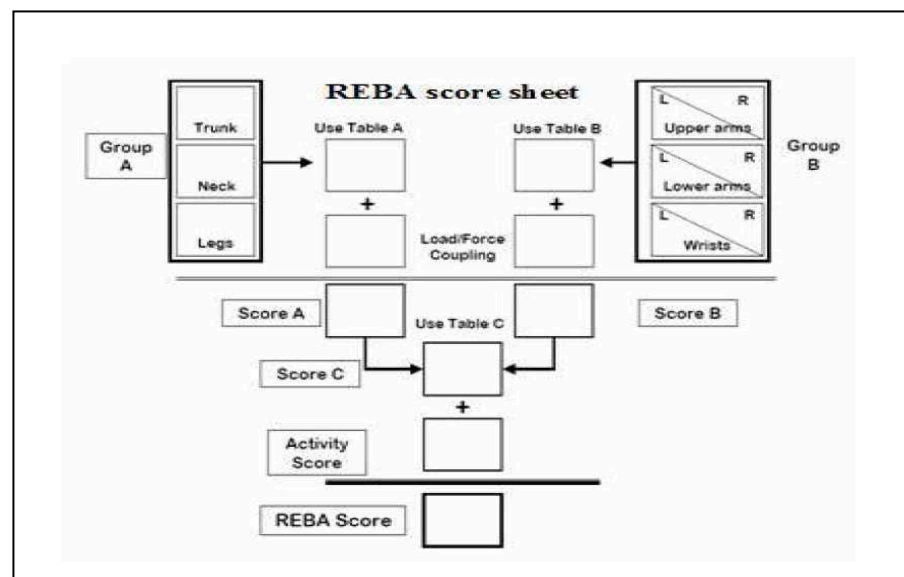 REBA score sheet
Group
A
Trunk
Neck
Legs
Use Table A
+
Use Table B
+
Load/Force
Coupling
L R
Upper arms
L R
Lower arms
L R
Wrists
Group
B
Score A
Use Table C
Score B
Score C
+
Activity
Score
REBA Score